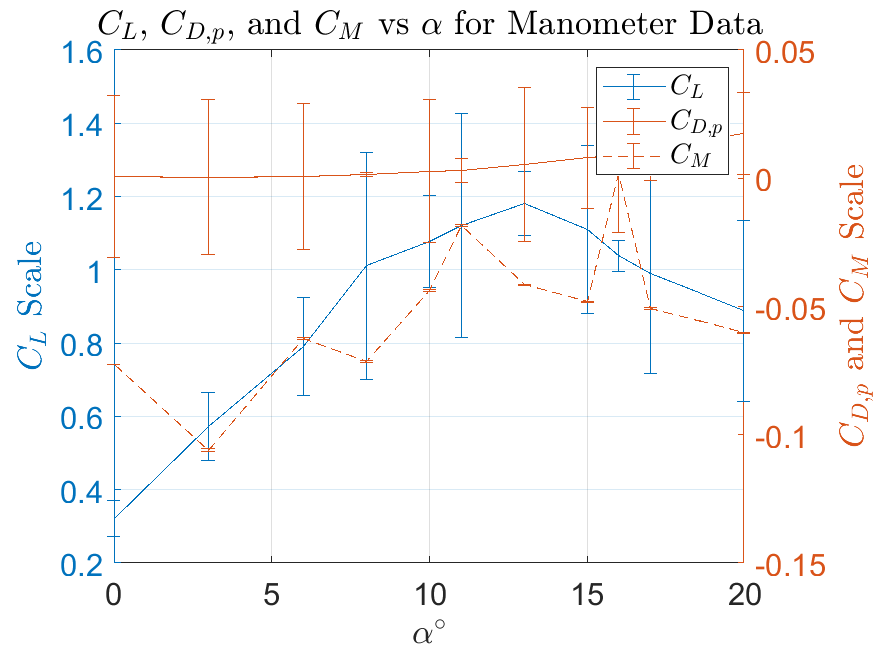 C_L, C_{D,p}, and C_M vs α for Manometer Data
1.6
1.4
1.2
1
0.8
0.6
0.4
0.2
C_L Scale
0.05
0
-0.05
-0.1
-0.15
C_{D,p} and C_M Scale
C_L
C_{D,p}
C_M
0 5 10 15 20
α°